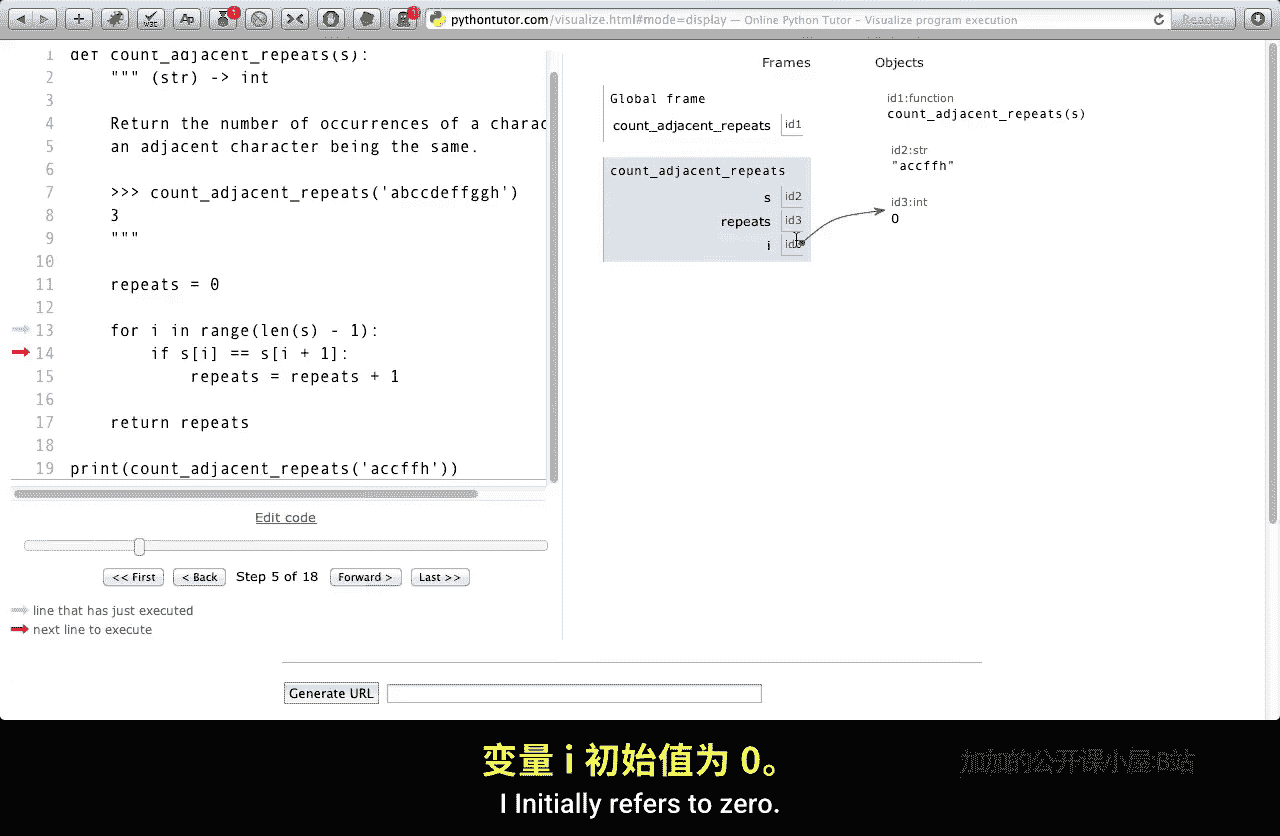 W3C
Ap
1
1
pythontutor.com/visualize.html#mode=display — Online Python Tutor – Visualize program execution
Reader
1 def count_adjacent_repeats(s):
2 """ (str) -> int
3
4 Return the number of occurrences of a charac
5 an adjacent character being the same.
6
7 >>> count_adjacent_repeats('abccdeffggh')
8 3
9 """
10
11 repeats = 0
12
13 for i in range(len(s) - 1):
14 if s[i] == s[i + 1]:
15 repeats = repeats + 1
16
17 return repeats
18
19 print(count_adjacent_repeats('accffh'))
Edit code
<< First
< Back
Step 5 of 18
Forward >
Last >>
line that has just executed
next line to execute
Frames
Objects
Global frame
count_adjacent_repeats id1
count_adjacent_repeats
s id2
repeats id3
i
id1:function
count_adjacent_repeats(s)
id2:str
"accffh"
id3:int
0
Generate URL
变量 i 初始值为 0。
I Initially refers to zero.
加加的公开课小屋:B站